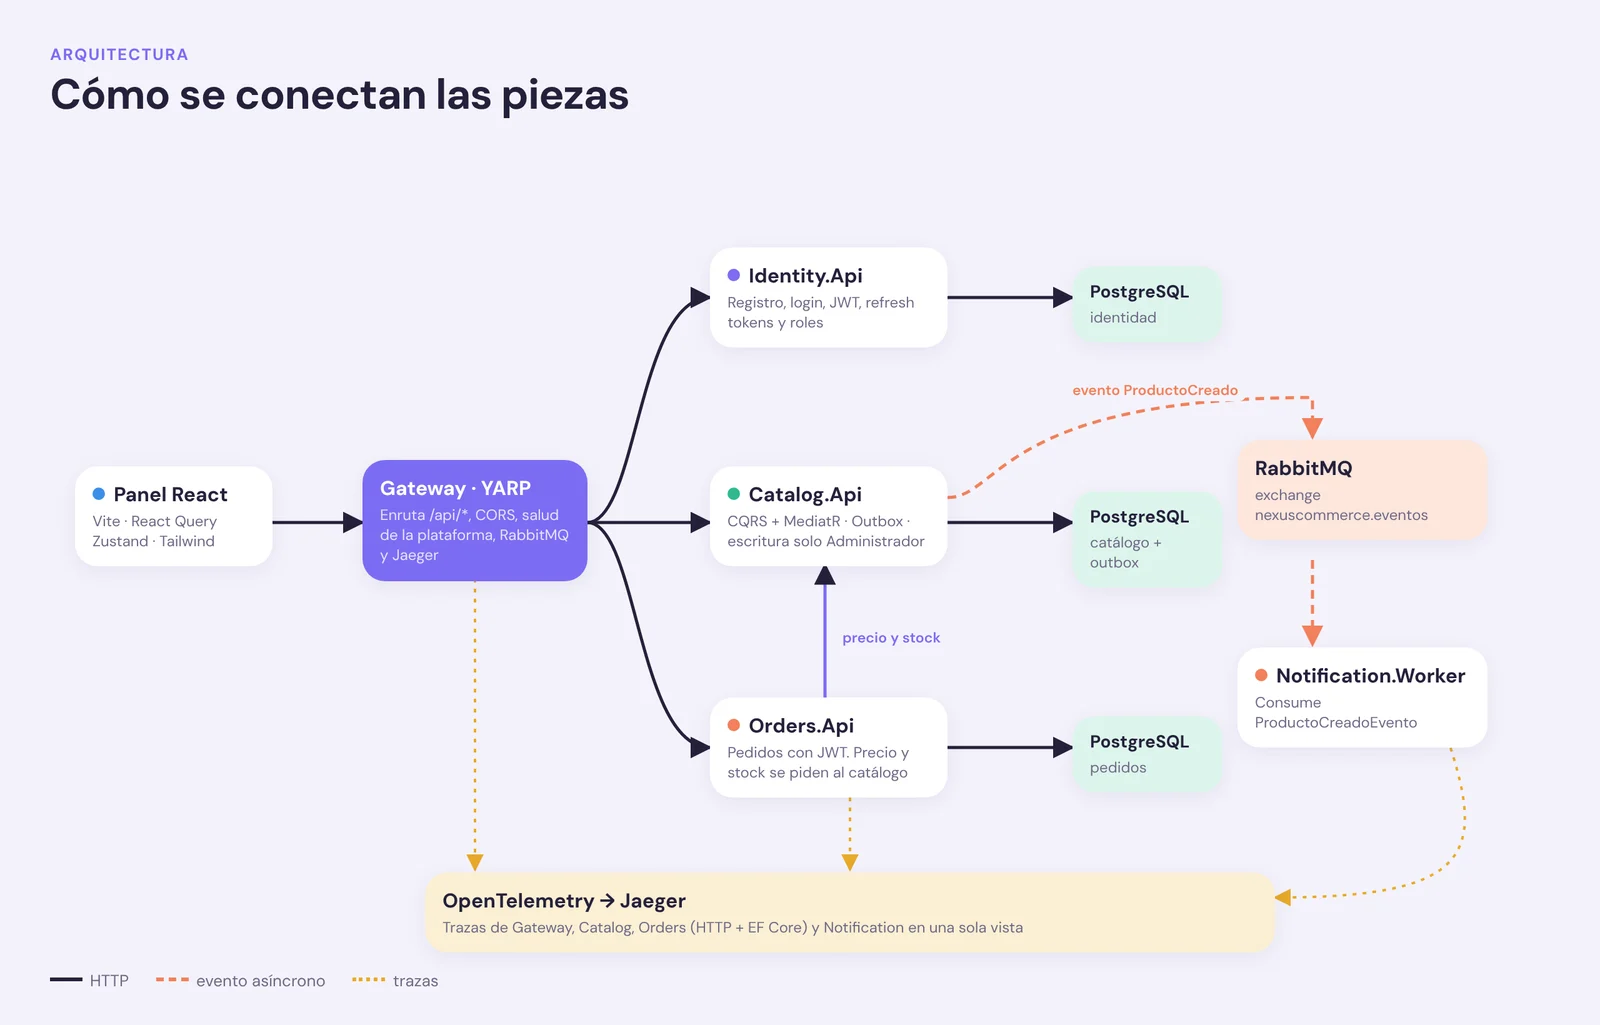 ARQUITECTURA
Cómo se conectan las piezas
Identity.Api
Registro, login, JWT, refresh
tokens y roles
PostgreSQL
identidad
evento ProductoCreado
Panel React
Vite · React Query
Zustand · Tailwind
Gateway · YARP
Enruta /api/*, CORS, salud
de la plataforma, RabbitMQ
y Jaeger
Catalog.Api
CQRS + MediatR · Outbox ·
escritura solo Administrador
PostgreSQL
catálogo +
outbox
RabbitMQ
exchange
nexuscommerce.eventos
precio y stock
Notification.Worker
Consume
ProductoCreadoEvento
Orders.Api
Pedidos con JWT. Precio y
stock se piden al catálogo
PostgreSQL
pedidos
OpenTelemetry → Jaeger
Trazas de Gateway, Catalog, Orders (HTTP + EF Core) y Notification en una sola vista
HTTP
evento asíncrono
trazas